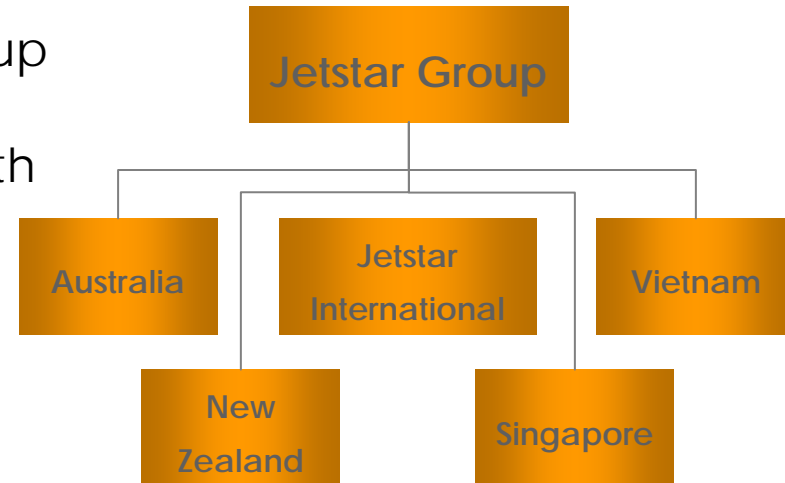 up
th
Jetstar Group
Australia
Jetstar
International
Vietnam
New
Zealand
Singapore